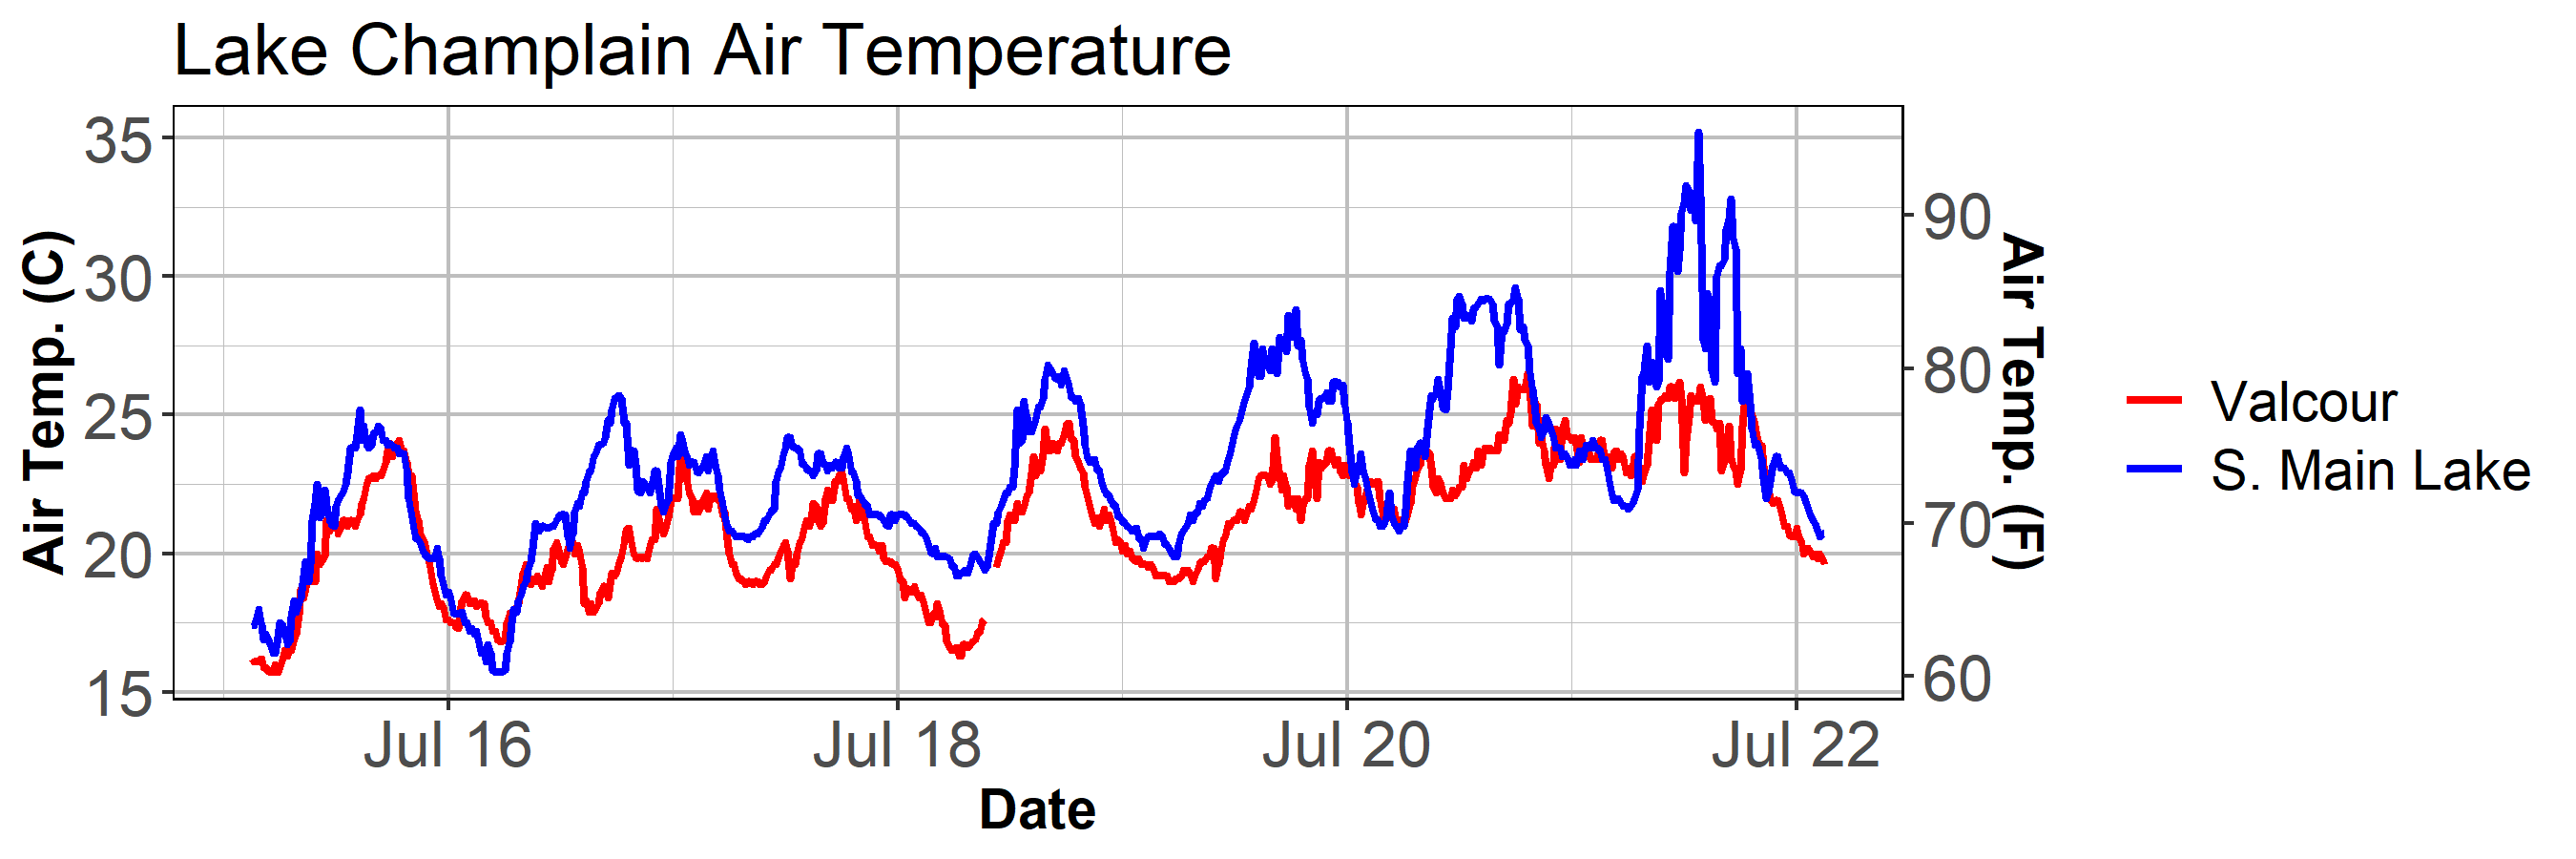 Lake Champlain Air Temperature
Air Temp. (C)
35
30
25
20
15
Jul 16
Jul 18
Jul 20
Jul 22
Date
90
80
70
60
Air Temp. (F)
Valcour
S. Main Lake